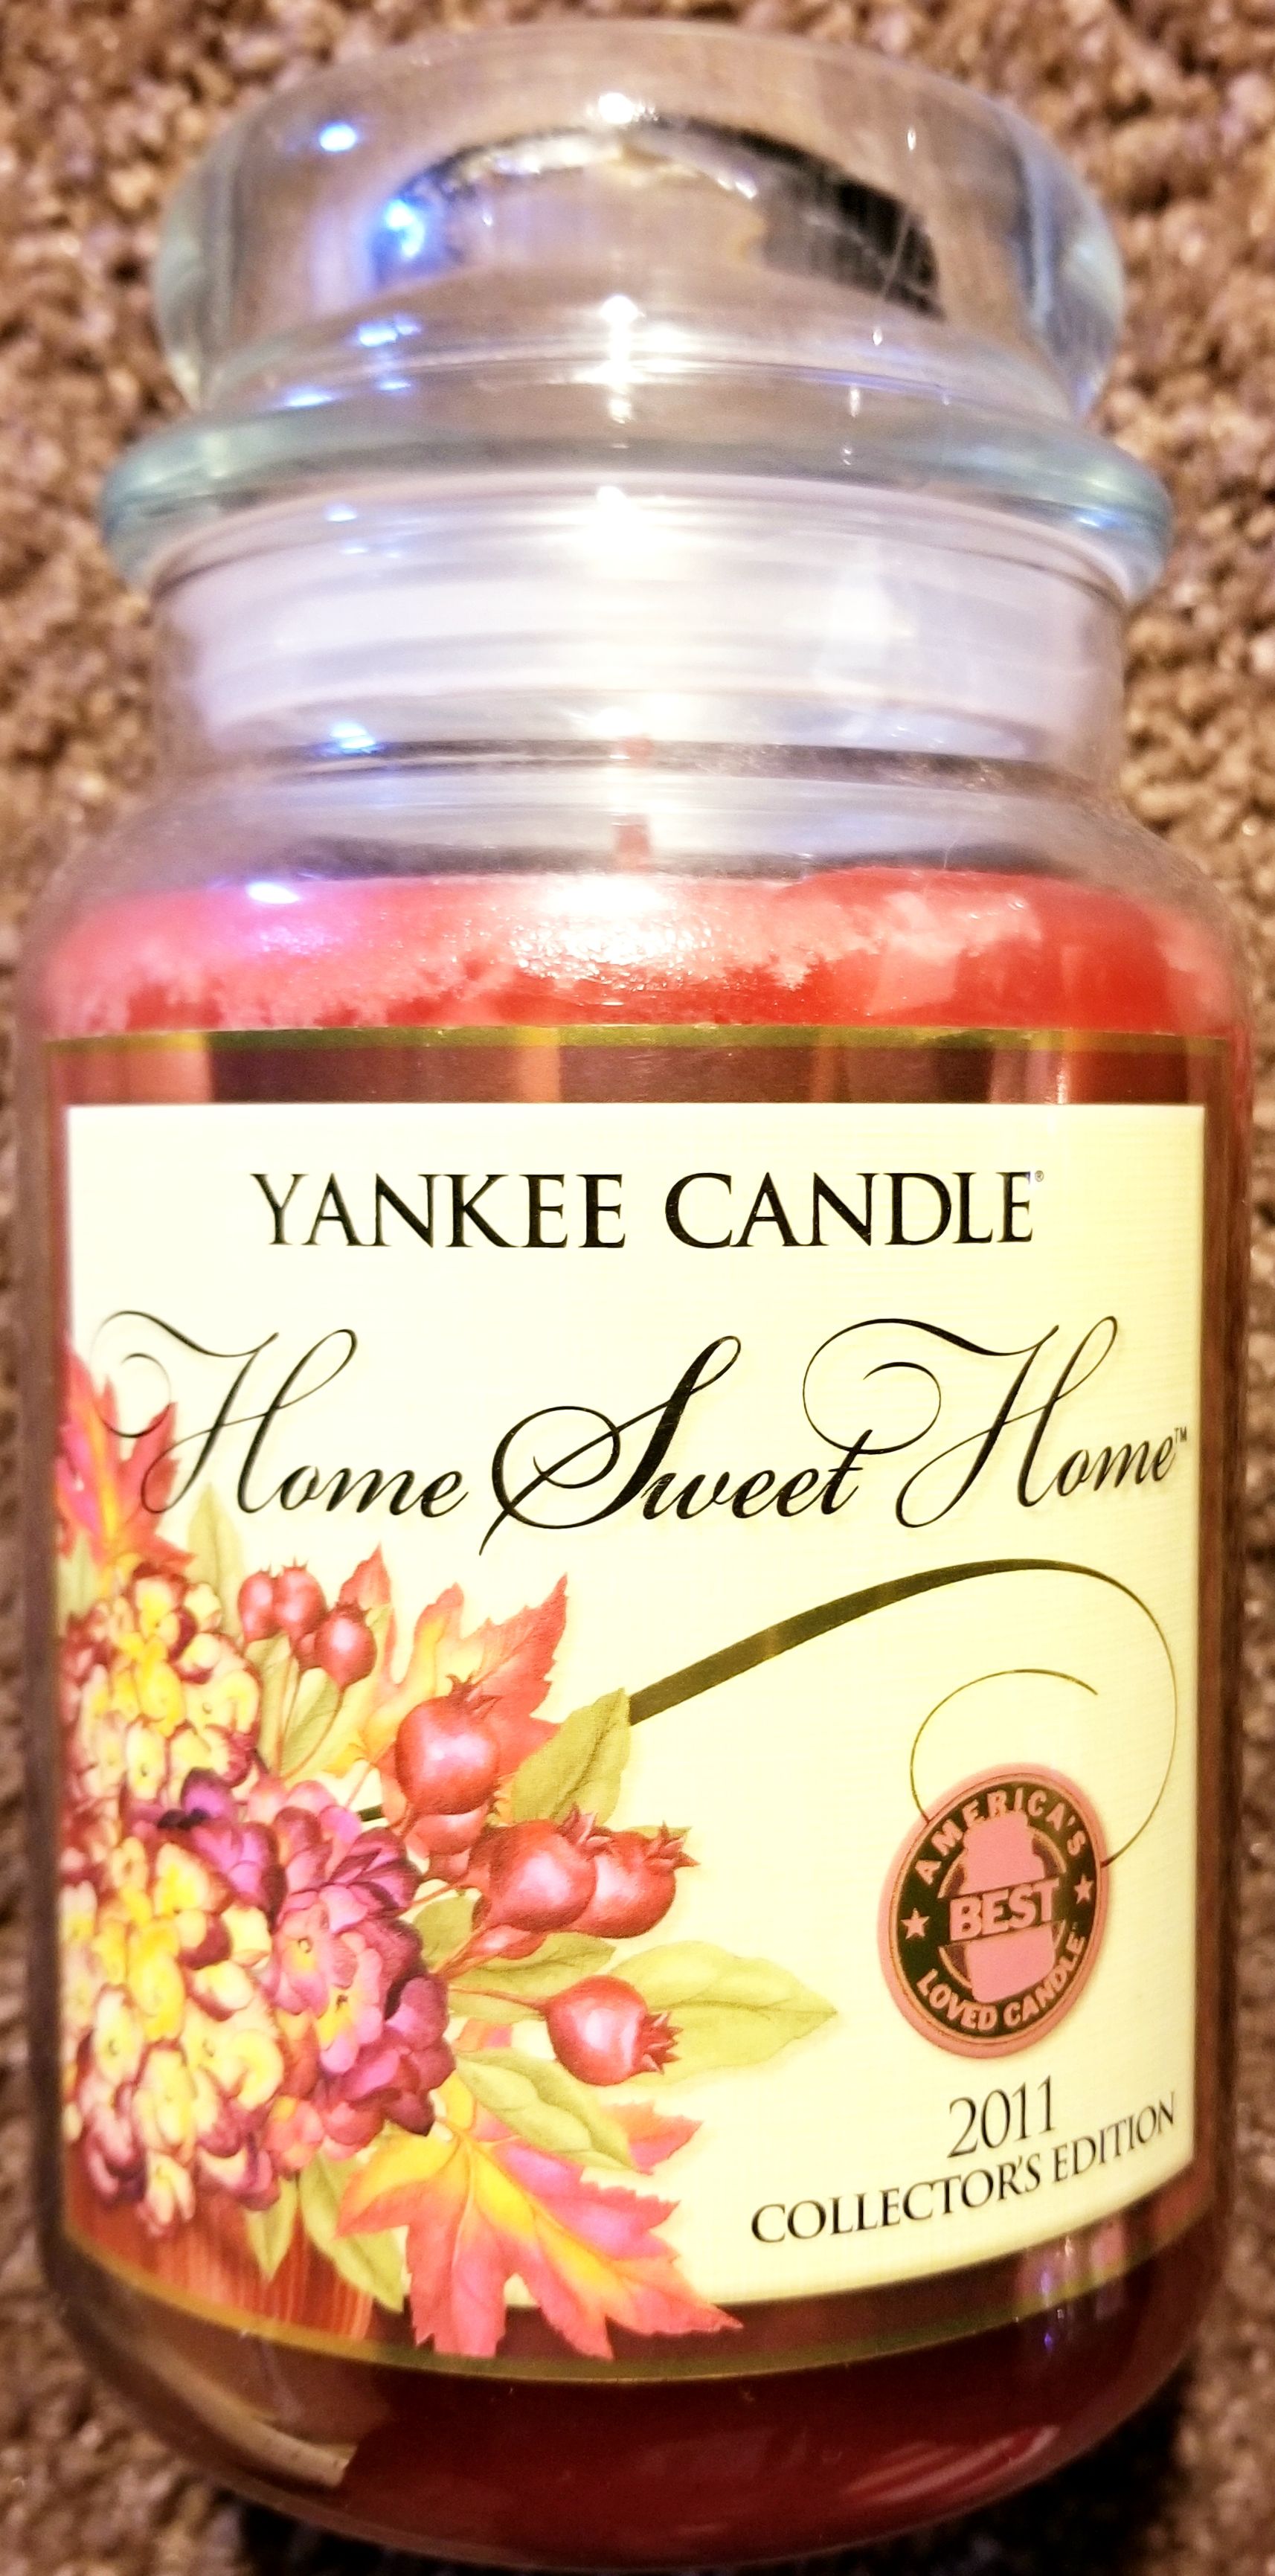 YANKEE CANDLE®
Home Sweet Home™
AMERICA'S
BEST
LOVED CANDLE
2011
COLLECTOR'S EDITION